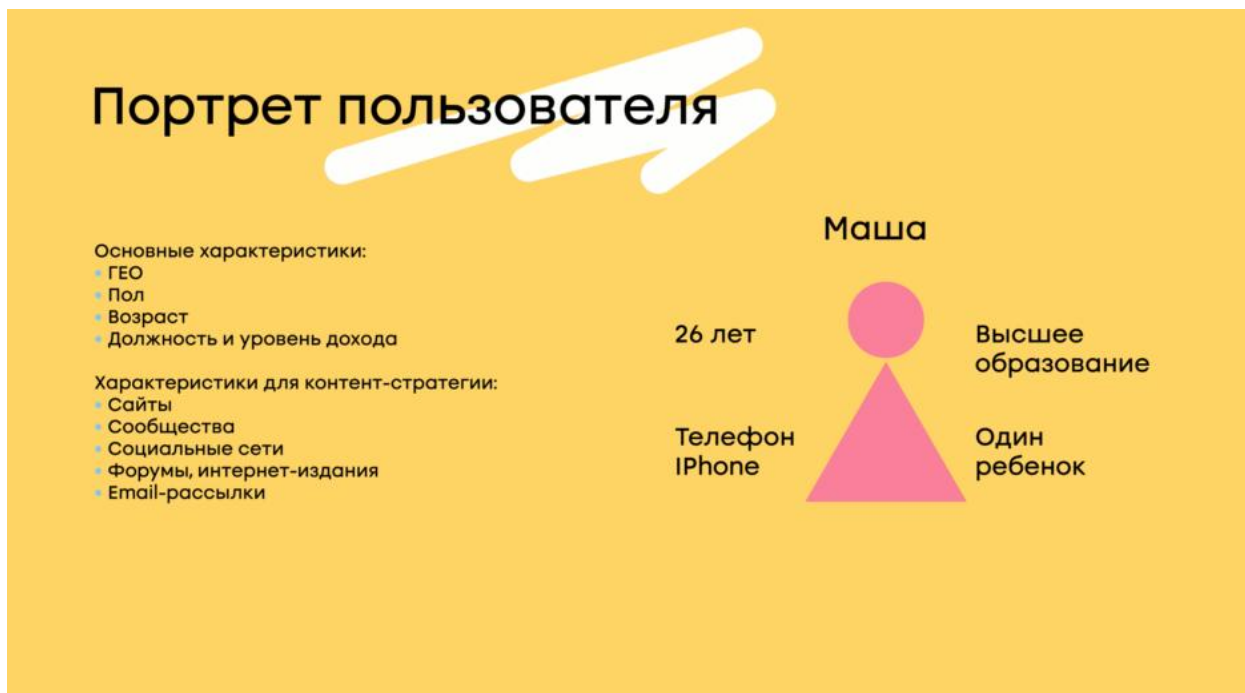 Портрет пользователя
Основные характеристики:
• ГЕО
• Пол
• Возраст
• Должность и уровень дохода
Характеристики для контент-стратегии:
• Сайты
• Сообщества
• Социальные сети
• Форумы, интернет-издания
• Email-рассылки
Маша
26 лет
Высшее
образование
Телефон
IPhone
Один
ребенок